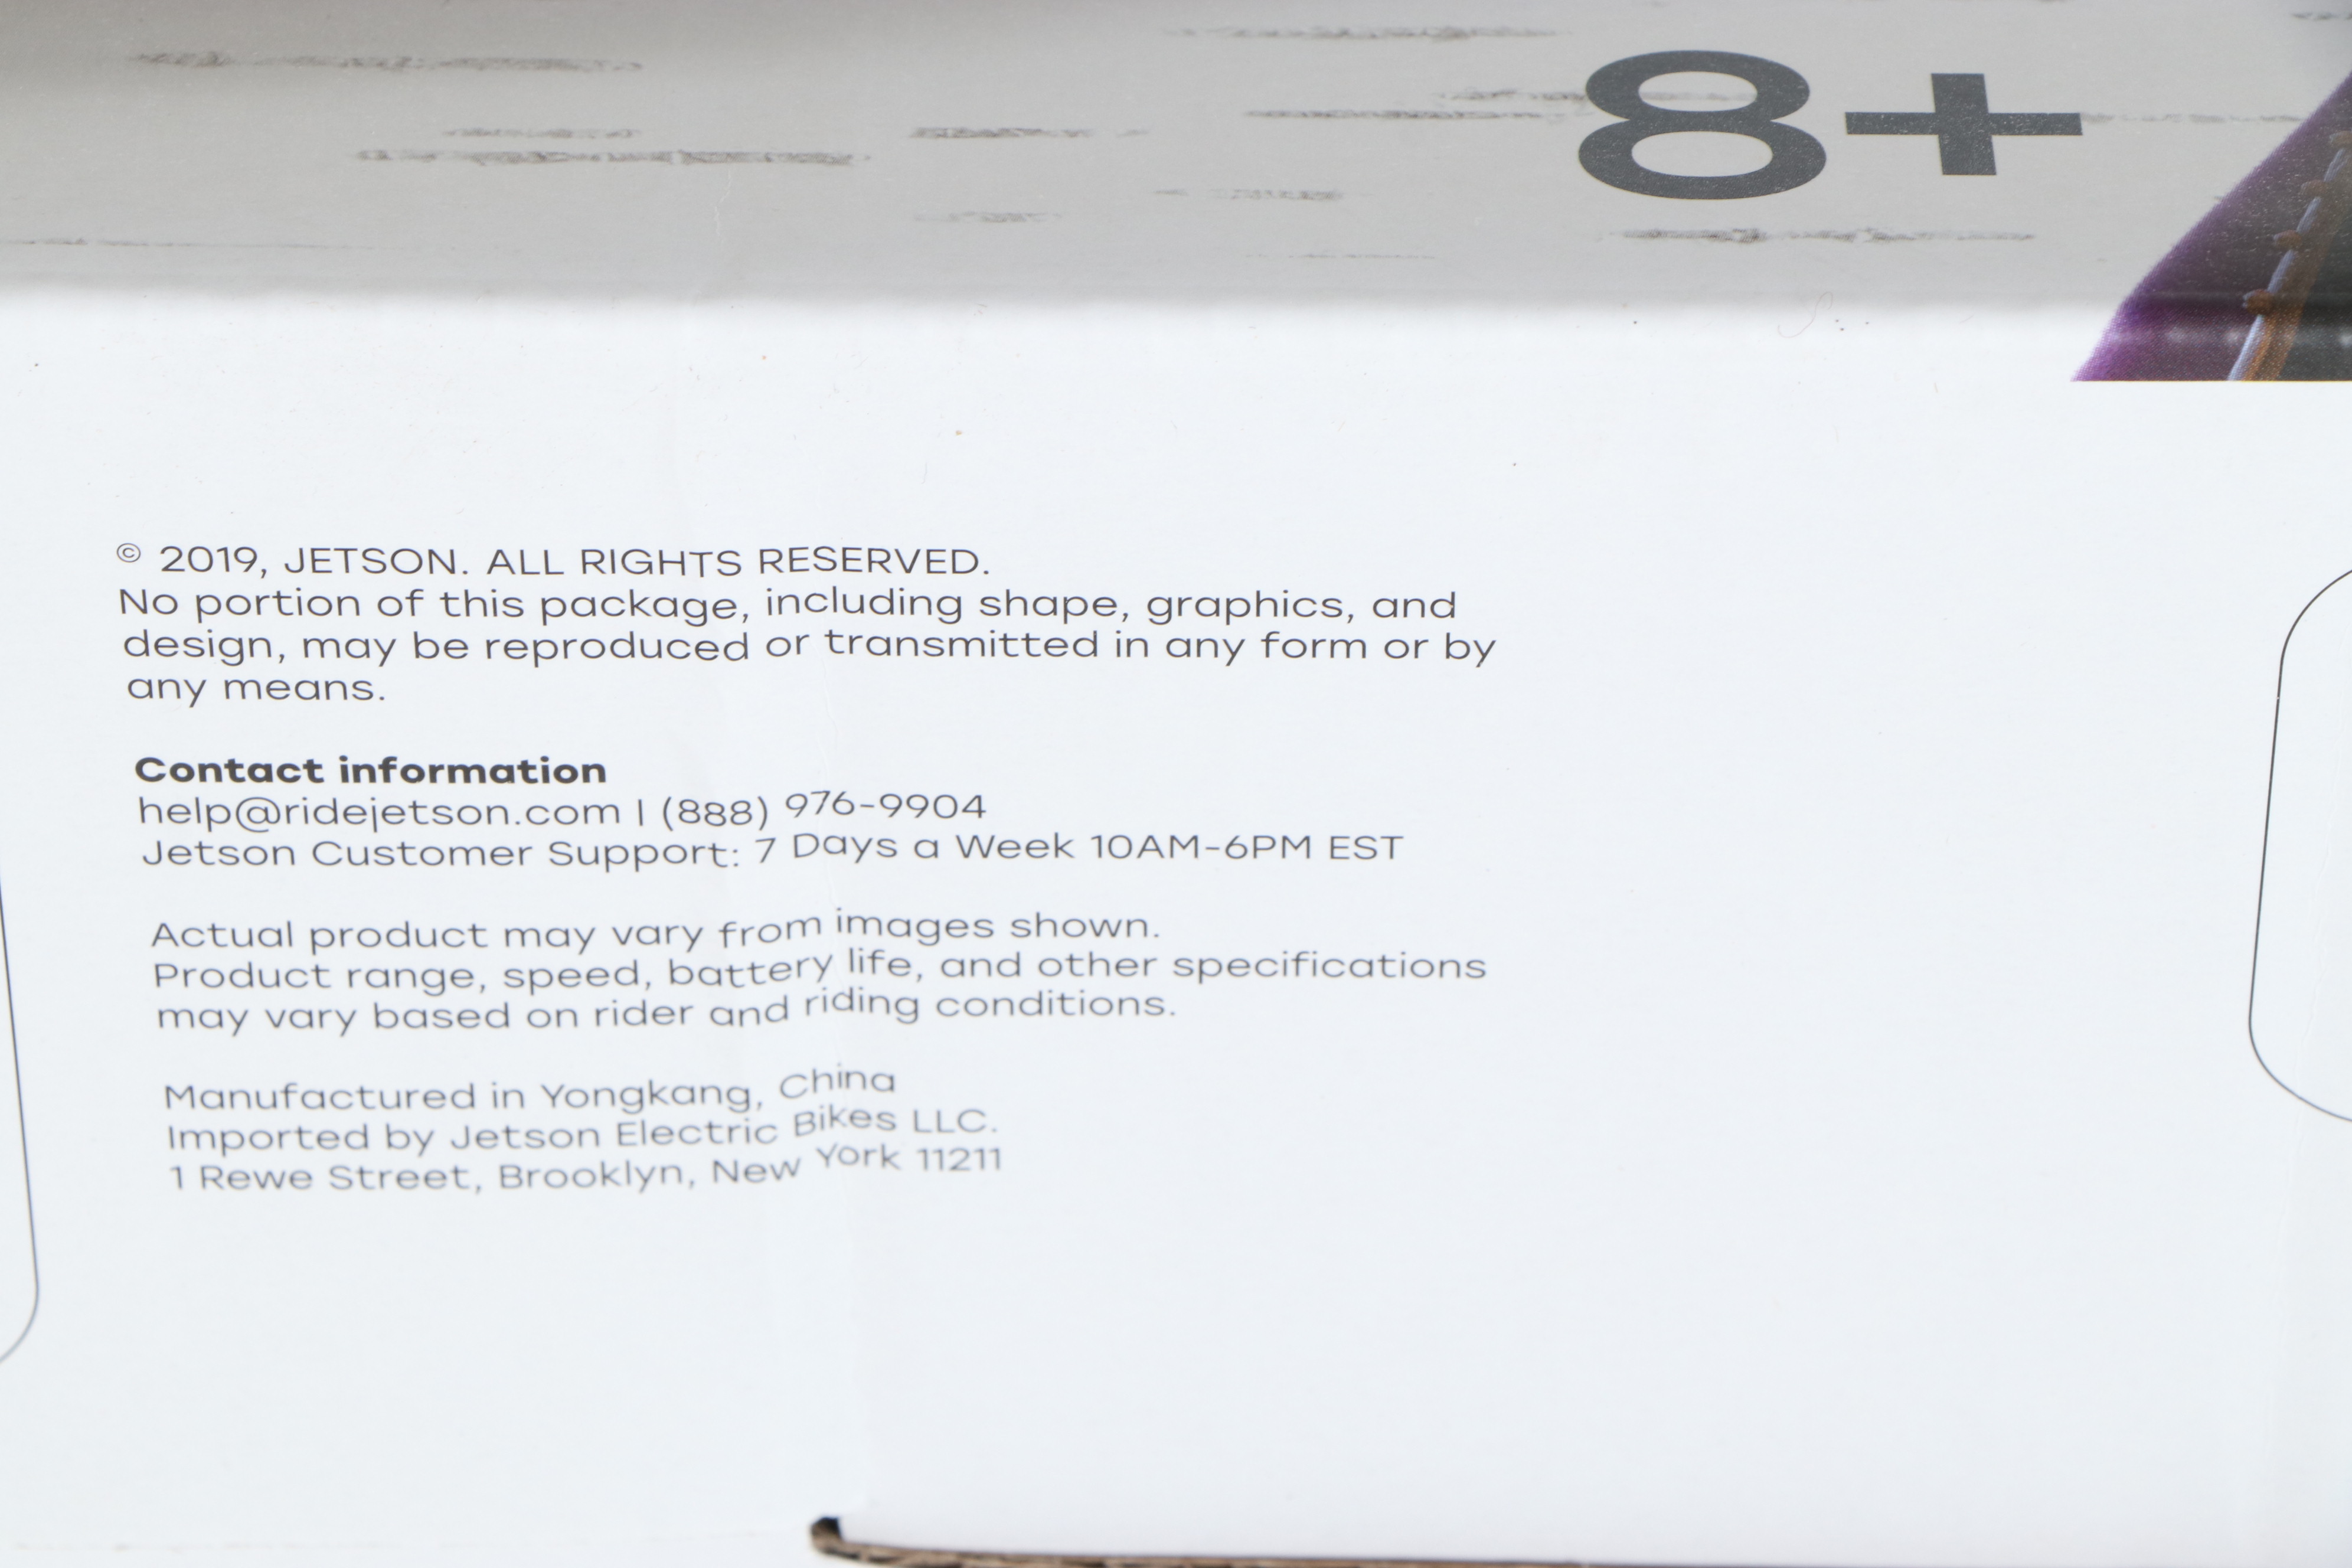 8+
© 2019, JETSON. ALL RIGHTS RESERVED.
No portion of this package, including shape, graphics, and
design, may be reproduced or transmitted in any form or by
any means.
Contact information
help@ridejetson.com | (888) 976-9904
Jetson Customer Support: 7 Days a Week 10AM-6PM EST
Actual product may vary from images shown.
Product range, speed, battery life, and other specifications
may vary based on rider and riding conditions.
Manufactured in Yongkang, China
Imported by Jetson Electric Bikes LLC.
1 Rewe Street, Brooklyn, New York 11211